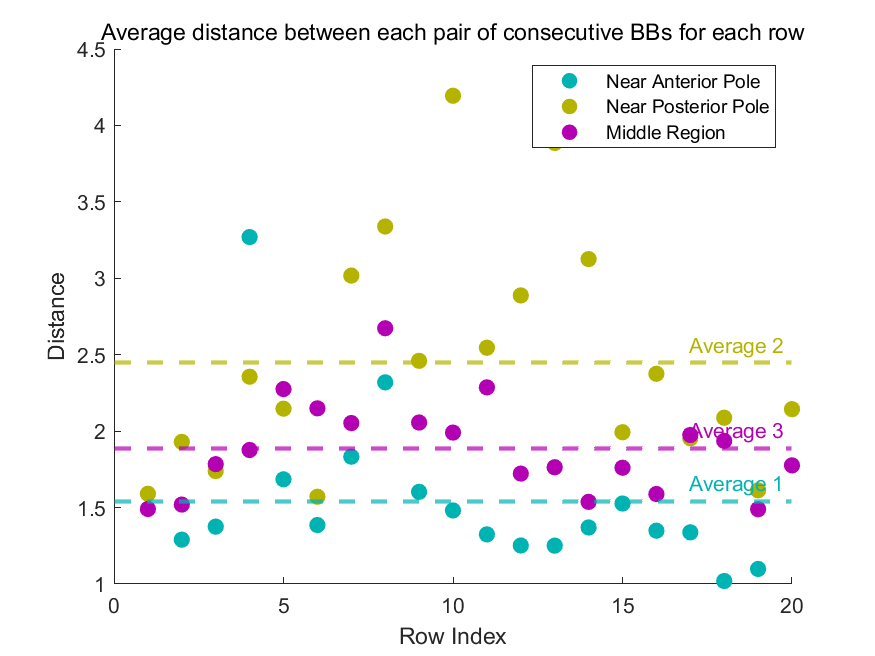 Average distance between each pair of consecutive BBs for each row
4.5
4
3.5
3
2.5
2
1.5
1
Distance
Near Anterior Pole
Near Posterior Pole
Middle Region
Average 2
Average 3
Average 1
0
5
10
15
20
Row Index